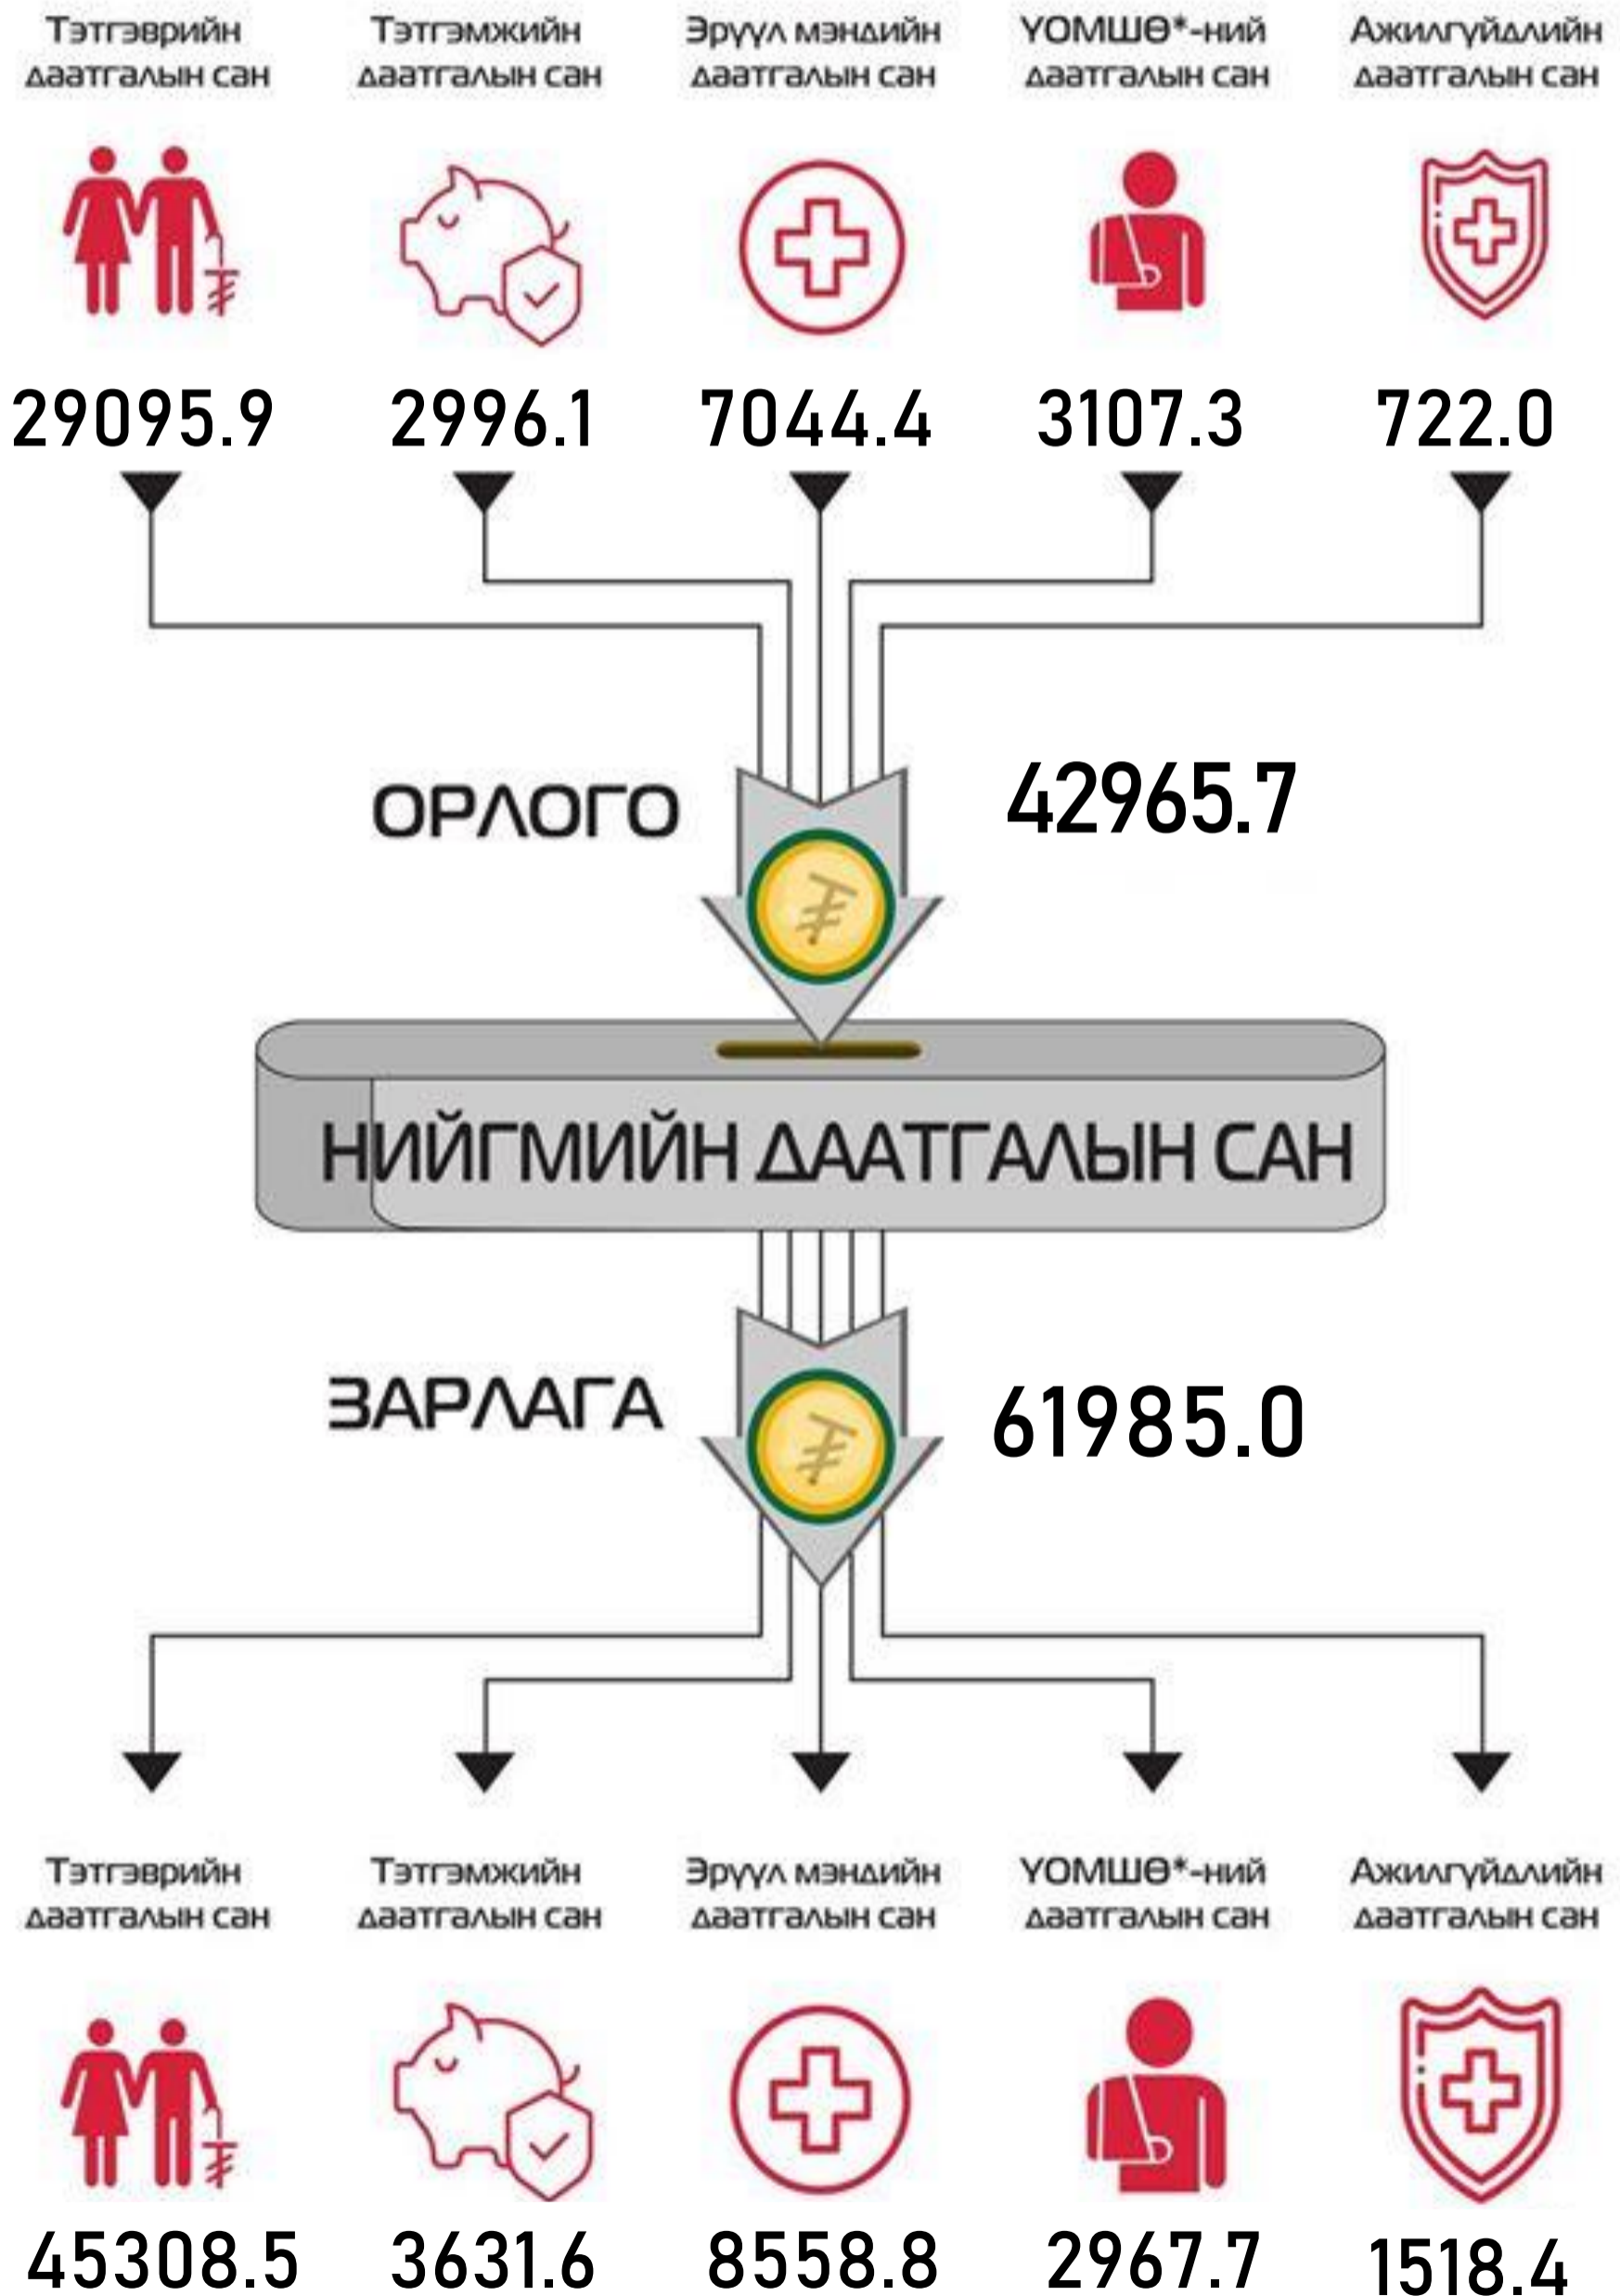 Тэтгэврийн
даатгалын сан
Тэтгэмжийн
даатгалын сан
Эрүүл мэндийн
даатгалын сан
ҮОМШӨ*-ний
даатгалын сан
Ажилгүйдлийн
даатгалын сан
29095.9
2996.1
7044.4
3107.3
722.0
ОРЛОГО
42965.7
НИЙГМИЙН ДААТГАЛЫН САН
ЗАРЛАГА
61985.0
Тэтгэврийн
даатгалын сан
Тэтгэмжийн
даатгалын сан
Эрүүл мэндийн
даатгалын сан
ҮОМШӨ*-ний
даатгалын сан
Ажилгүйдлийн
даатгалын сан
45308.5
3631.6
8558.8
2967.7
1518.4